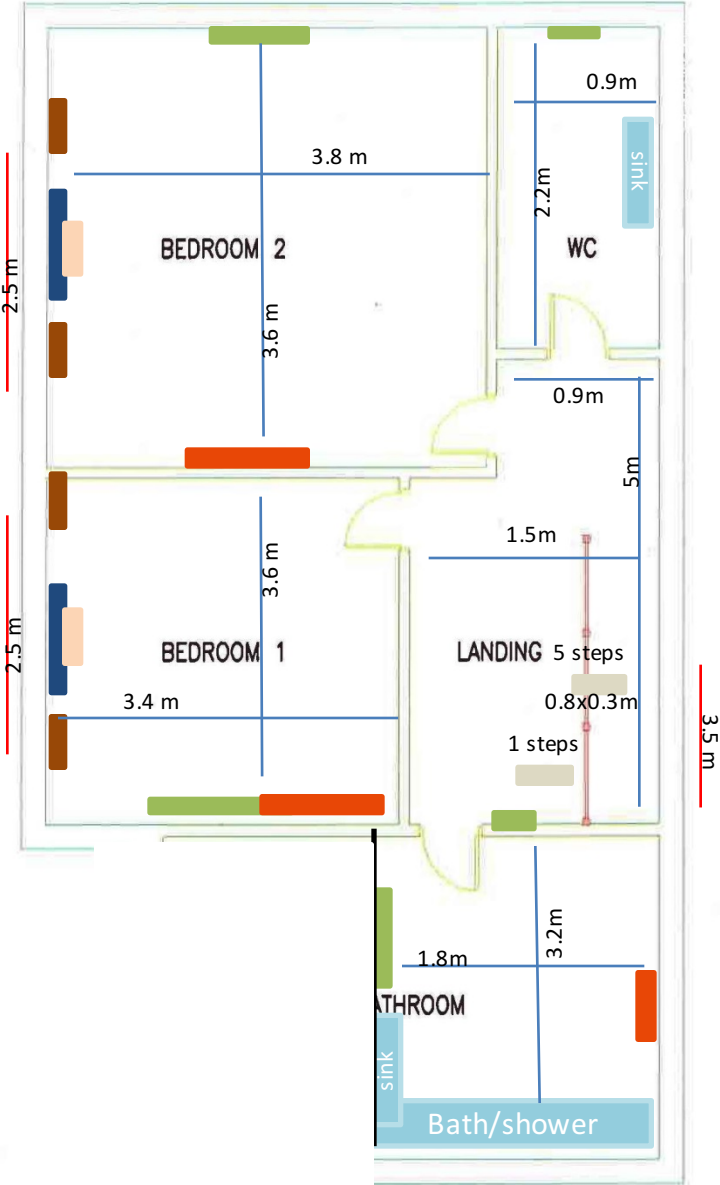 0.9m
3.8 m
sink
2.2m
BEDROOM 2
WC
2.5 m
3.6 m
0.9m
5m
1.5m
3.6 m
BEDROOM 1
LANDING
5 steps
2.5 m
3.4 m
0.8x0.3m
3.5 m
1 steps
3.2m
1.8m
ATHROOM
sink
Bath/shower